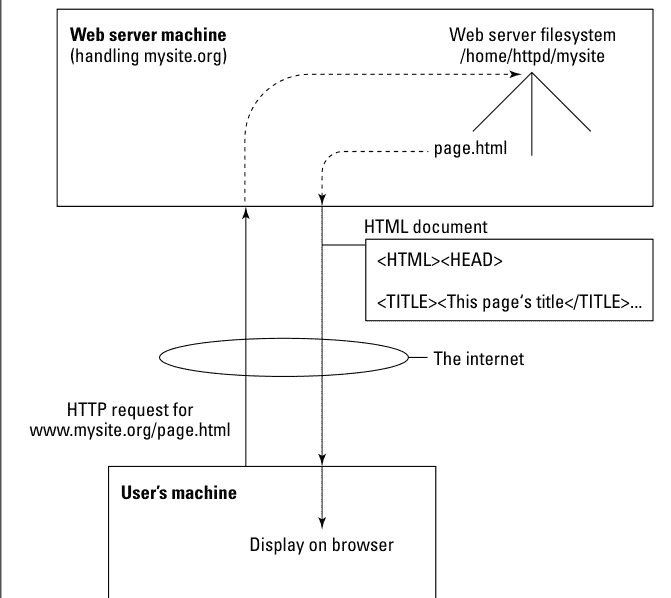 Web server machine
(handling mysite.org)
Web server filesystem
/home/httpd/mysite
page.html
HTML document
<HTML><HEAD>
<TITLE><This page‘s title</TITLE>...
The internet
HTTP request for
www.mysite.org/page.html
User’s machine
Display on browser